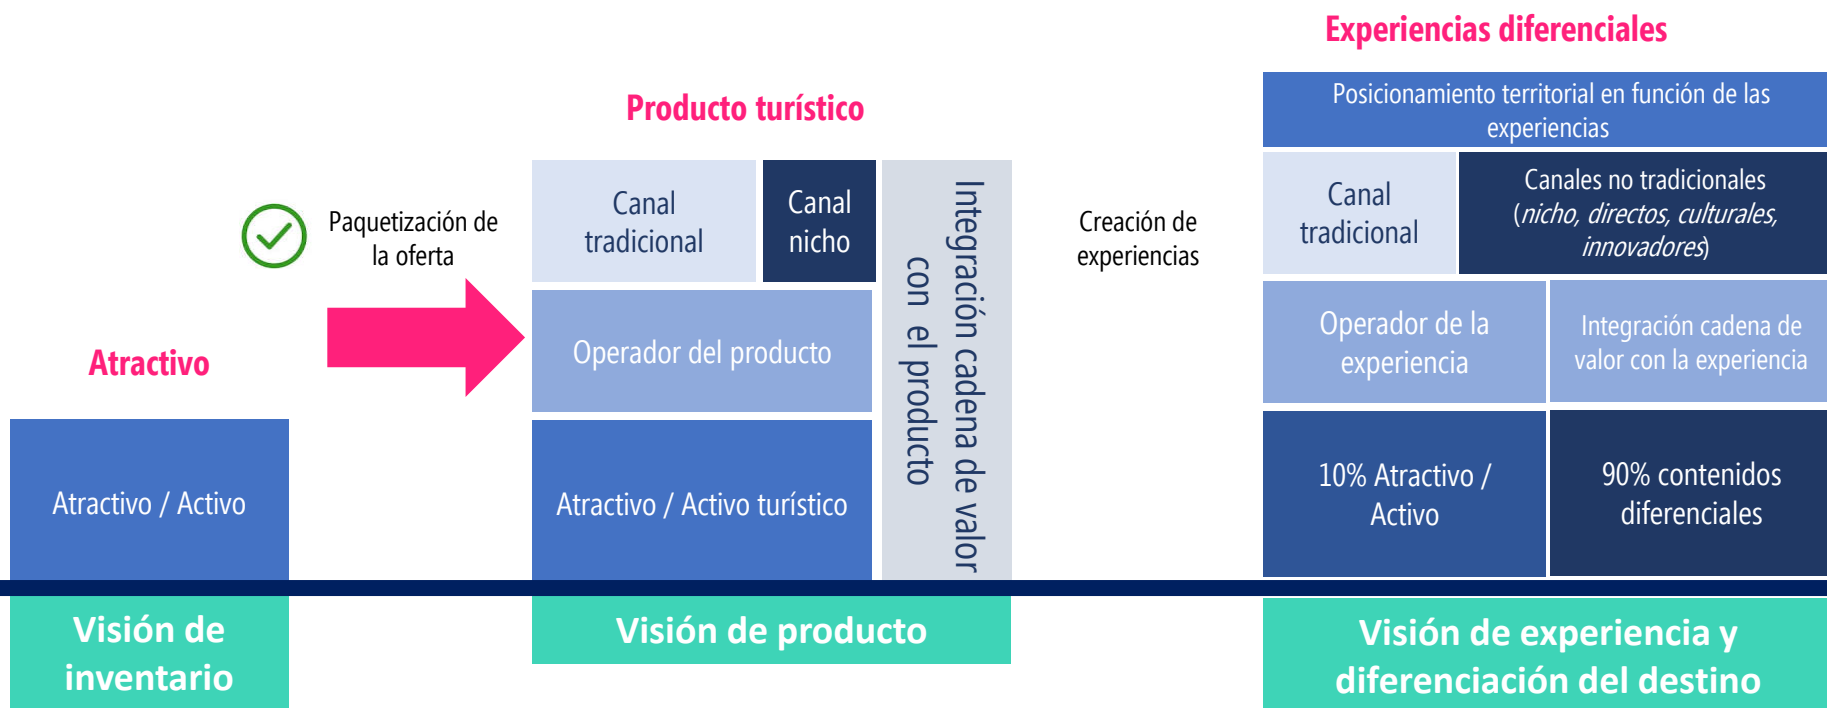 Atractivo
Atractivo / Activo
Visión de
inventario
Paquetización de
la oferta
Producto turístico
Canal
tradicional
Canal
nicho
Operador del producto
Atractivo / Activo turístico
Integración cadena de valor
con el producto
Visión de producto
Creación de
experiencias
Experiencias diferenciales
Posicionamiento territorial en función de las
experiencias
Canal
tradicional
Canales no tradicionales
(nicho, directos, culturales,
innovadores)
Operador de la
experiencia
Integración cadena de
valor con la experiencia
10% Atractivo /
Activo
90% contenidos
diferenciales
Visión de experiencia y
diferenciación del destino